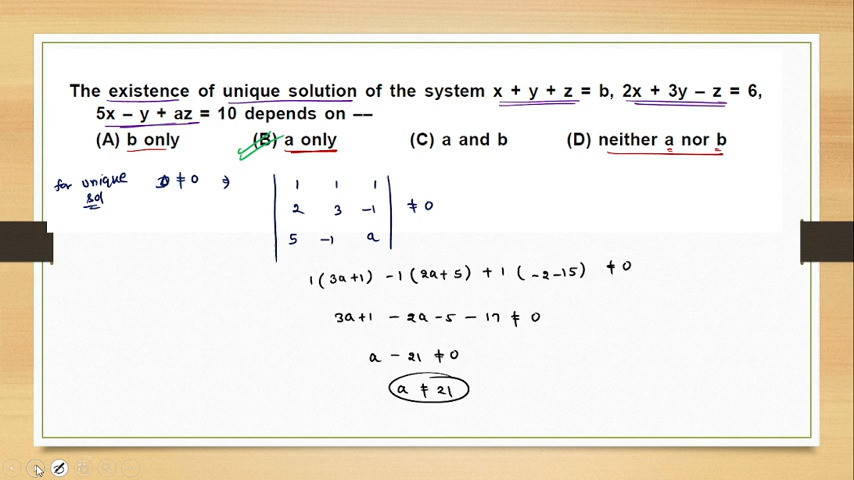 The existence of unique solution of the system x + y + z = b, 2x + 3y – z = 6,
5x – y + az = 10 depends on ––
(A) b only (B) a only (C) a and b (D) neither a nor b
for unique D ≠ 0 ⇒
sol
1 1 1
2 3 -1 ≠ 0
5 -1 a
1(3a+1) -1(2a+5) +1(-2-15) ≠ 0
3a+1 - 2a-5 - 17 ≠ 0
a - 21 ≠ 0
a ≠ 21